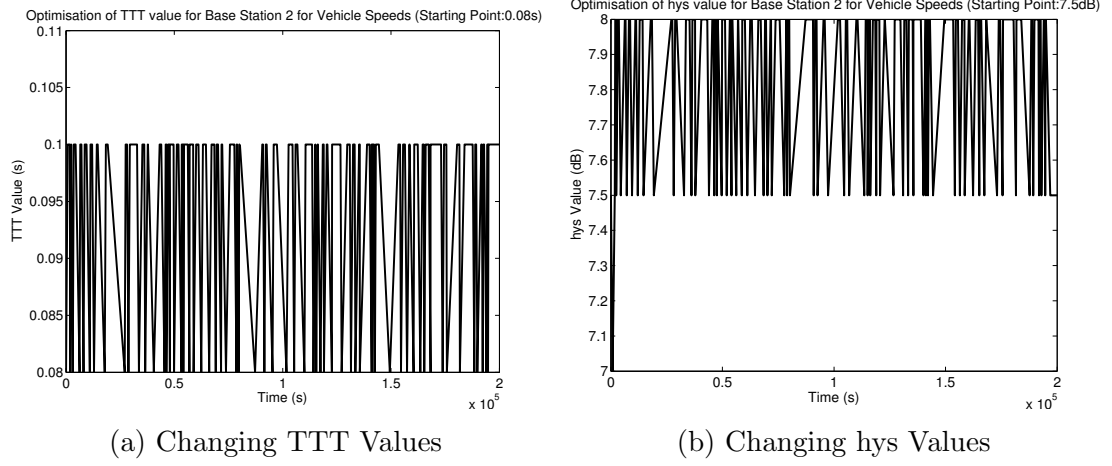 Optimisation of TTT value for Base Station 2 for Vehicle Speeds (Starting Point:0.08s)
0.11
0.105
0.1
0.095
0.09
0.085
0.08
TTT Value (s)
0 0.5 1 1.5 2
x 10^5
Time (s)
(a) Changing TTT Values
Optimisation of hys value for Base Station 2 for Vehicle Speeds (Starting Point:7.5dB)
8
7.9
7.8
7.7
7.6
7.5
7.4
7.3
7.2
7.1
7
hys Value (dB)
0 0.5 1 1.5 2
x 10^5
Time (s)
(b) Changing hys Values